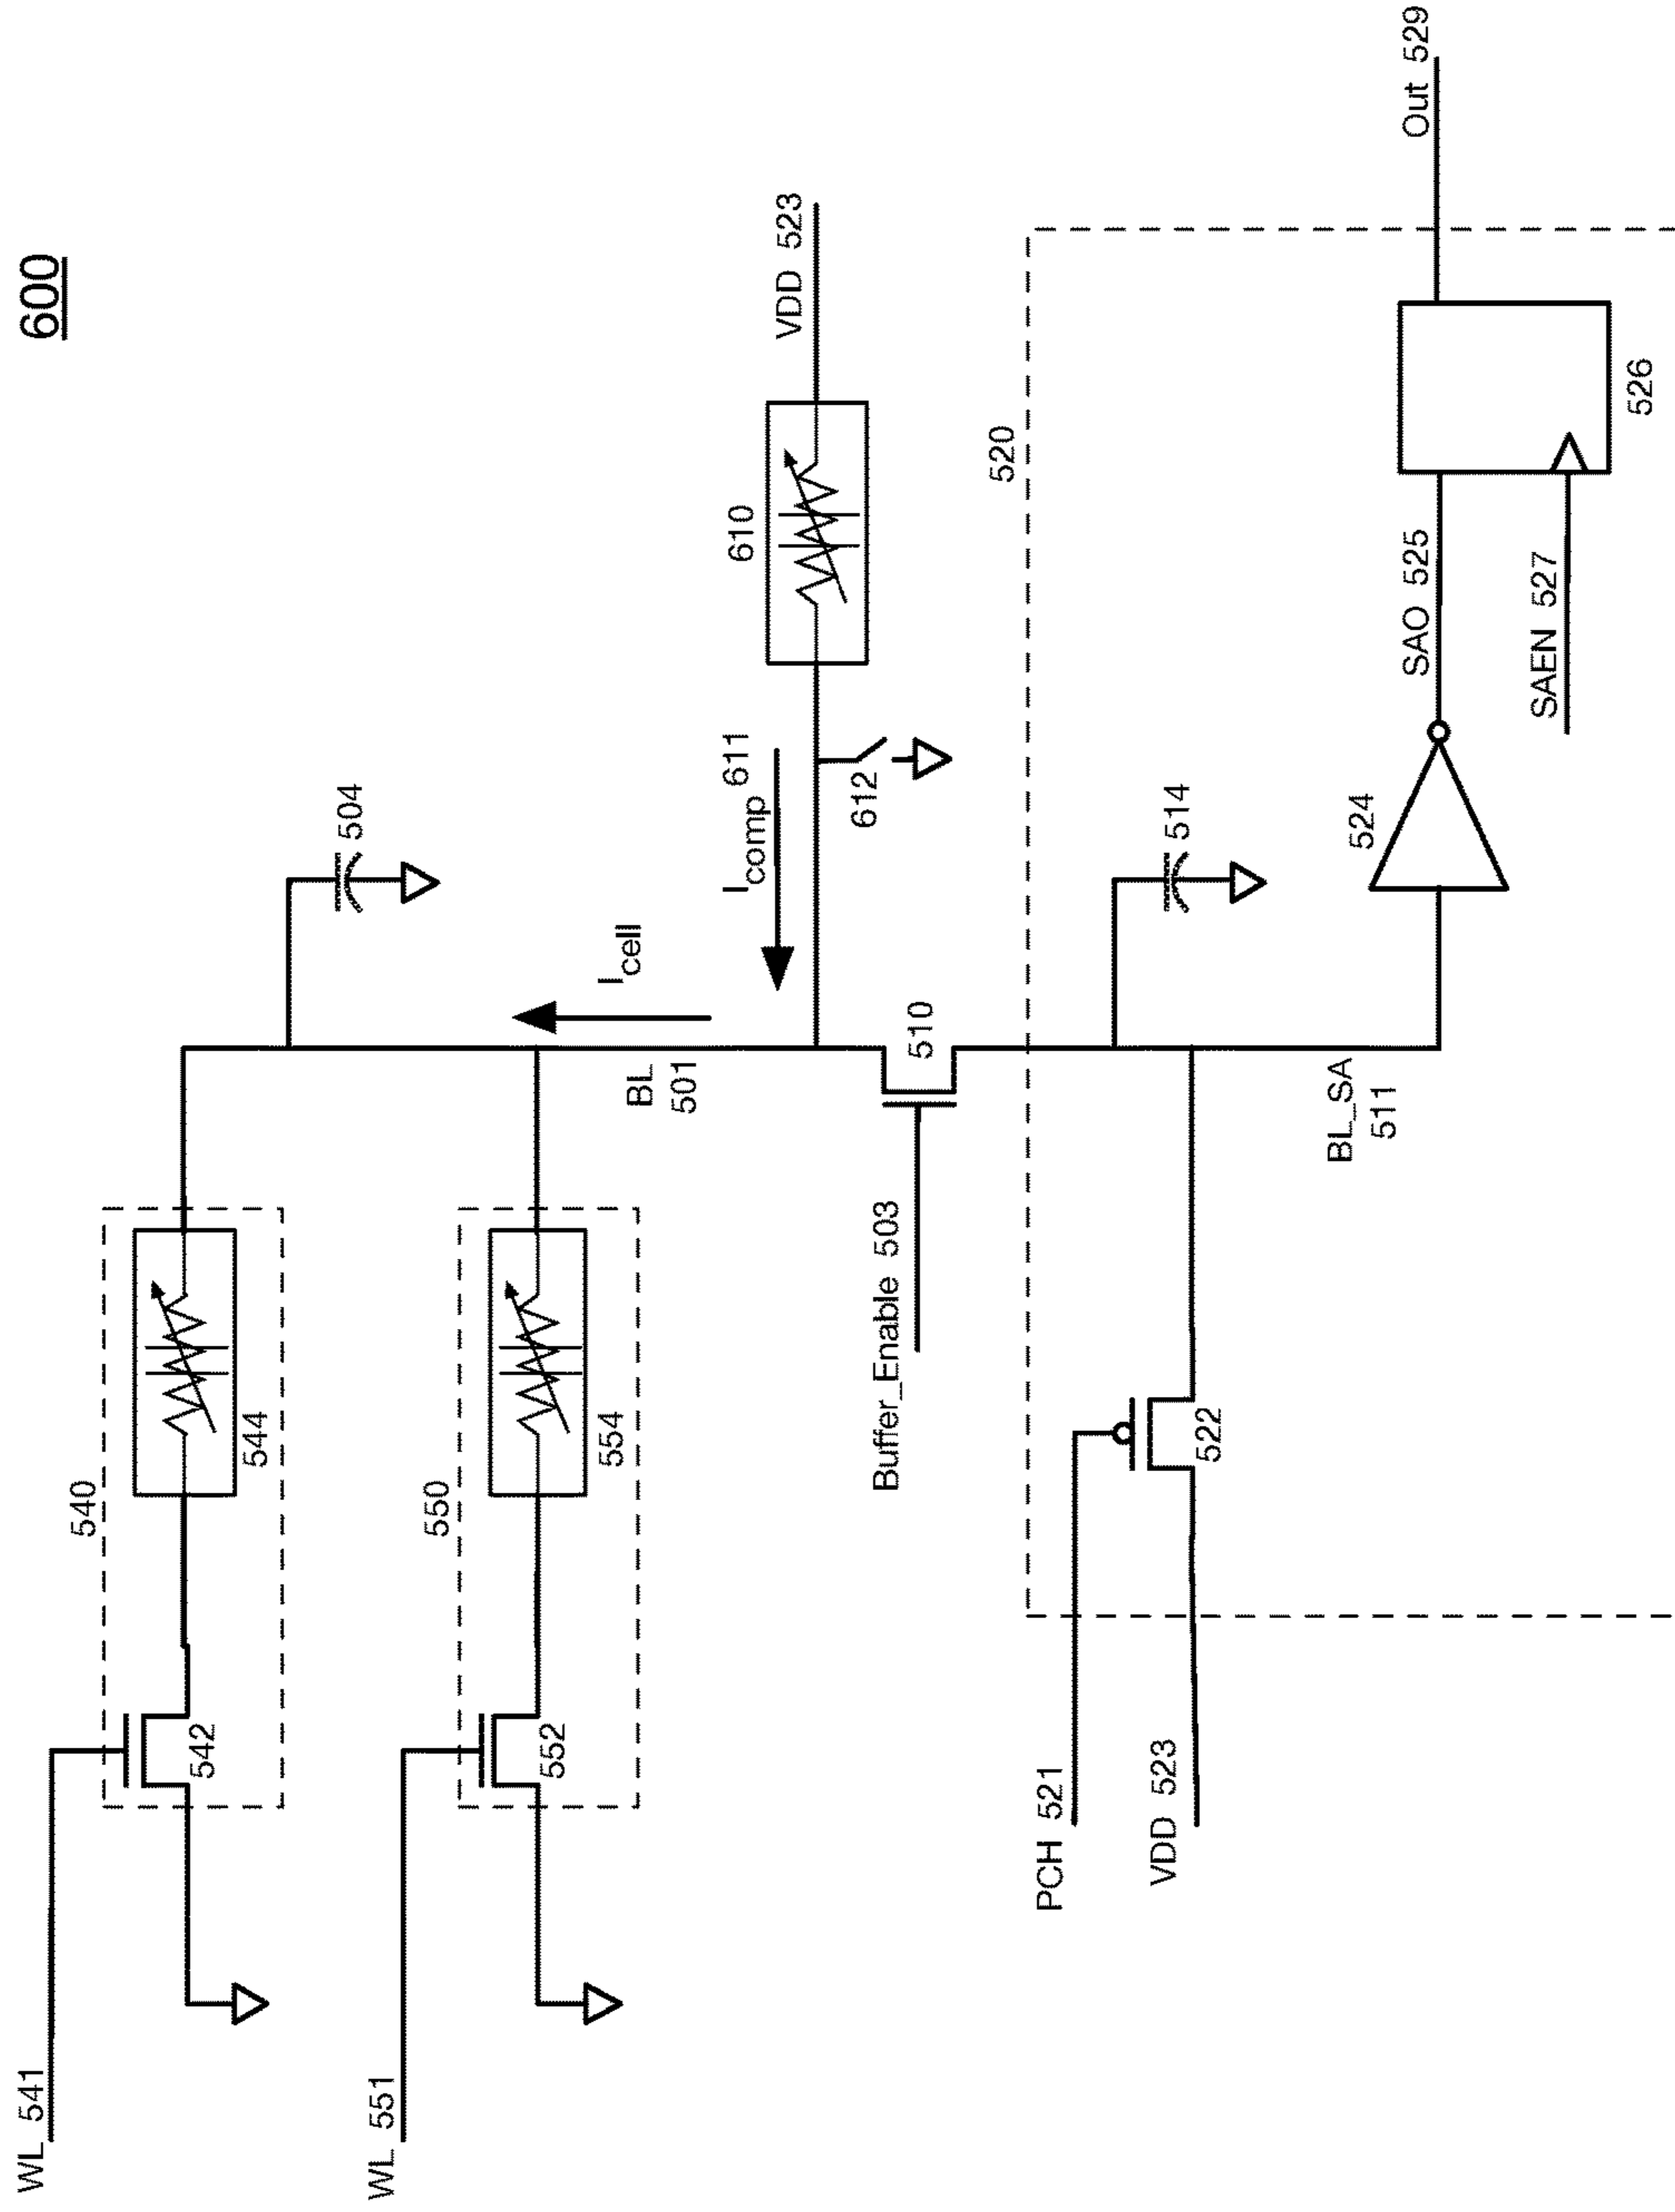 600
WL 541
540
542
544
WL 551
550
552
554
504
I_cell
BL
501
I_comp 611
612
610
VDD 523
Buffer_Enable 503
510
520
PCH 521
VDD 523
522
514
BL_SA
511
524
SAO 525
SAEN 527
526
Out 529